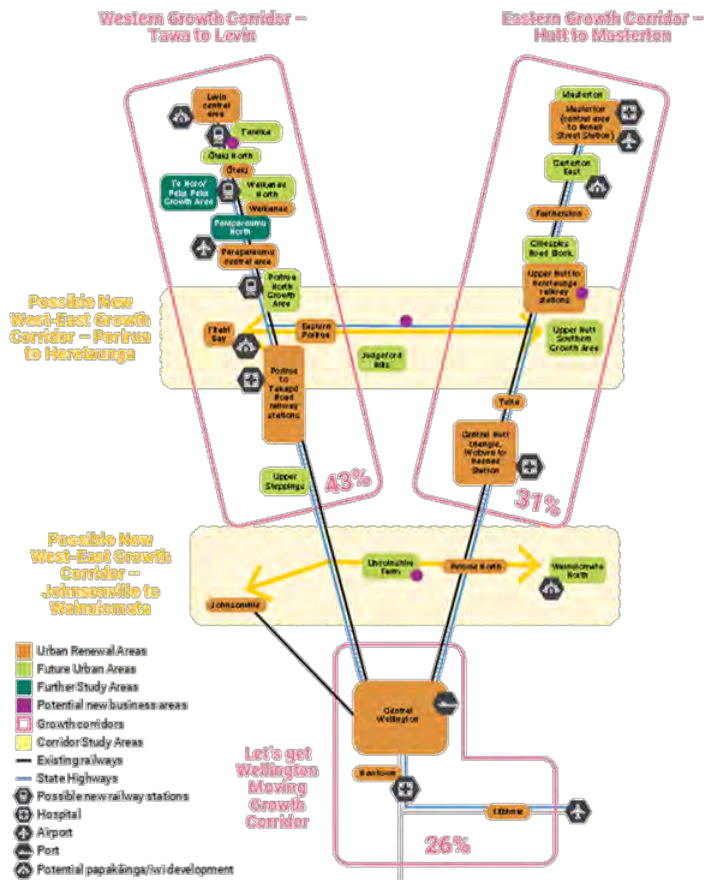 Western Growth Corridor –
Tawa to Levin
Eastern Growth Corridor –
Hutt to Masterton
Levin
central
area
Taraika
Ōtaki North
Ōtaki
Te Horo/
Peka Peka
Growth Area
Waikanae
North
Waikanae
Paraparaumu
North
Paraparaumu
central area
Porirua
North
Growth
Area
Masterton
Masterton
(central area
to Renall
Street Station)
Carterton
East
Featherston
Gillespies
Road Block
Upper Hutt to
Heretaunga
railway
stations
Possible New
West-East Growth
Corridor – Porirua
to Heretaunga
Eastern
Porirua
Judgeford
Hills
Upper Hutt
Southern
Growth Area
Porirua
to
Takapū
Road
railway
stations
Taita
Central Hutt
triangle,
Woburn to
Station
Upper
Stebbings
43%
31%
Possible New
West-East Growth
Corridor –
Johnsonville to
Wainuiomata
Lincolnshire
Farm
Petone North
Wainuiomata
North
Johnsonville
Urban Renewal Areas
Future Urban Areas
Further Study Areas
Potential new business areas
Growth corridors
Corridor Study Areas
Existing railways
State Highways
Possible new railway stations
Hospital
Airport
Port
Potential papakāinga/iwi development
Central
Wellington
Let's get
Wellington
Moving
Growth
Corridor
Newtown
Kilbirnie
26%